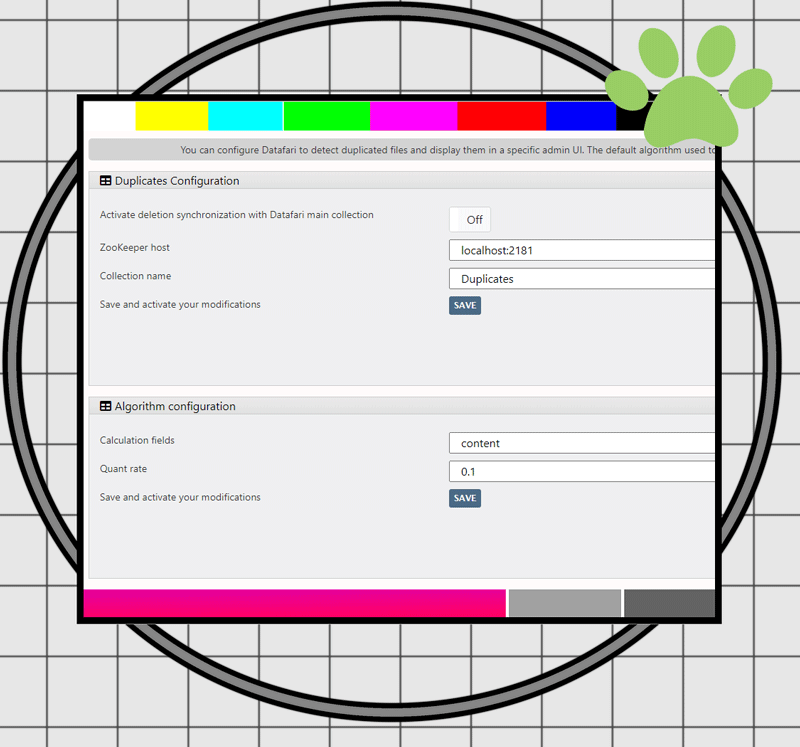 You can configure Datafari to detect duplicated files and display them in a specific admin UI. The default algorithm used to
Duplicates Configuration
Activate deletion synchronization with Datafari main collection
Off
ZooKeeper host
localhost:2181
Collection name
Duplicates
Save and activate your modifications
SAVE
Algorithm configuration
Calculation fields
content
Quant rate
0.1
Save and activate your modifications
SAVE